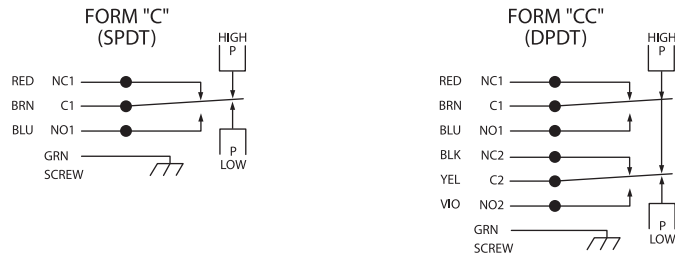 FORM "C"
(SPDT)
HIGH
P
RED NC1
BRN C1
BLU NO1
P
LOW
GRN
SCREW
FORM "CC"
(DPDT)
HIGH
P
RED NC1
BRN C1
BLU NO1
BLK NC2
YEL C2
VIO NO2
P
LOW
GRN
SCREW